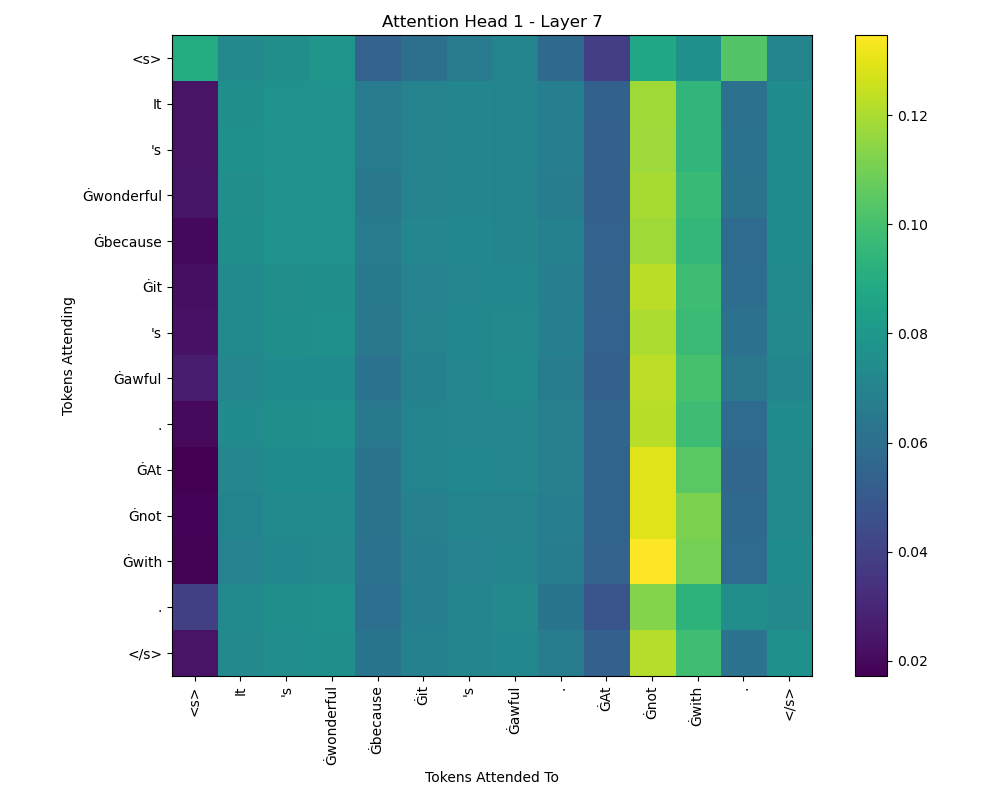 Attention Head 1 - Layer 7
<s>
It
's
Ġwonderful
Ġbecause
Ġit
's
Ġawful
.
ĠAt
Ġnot
Ġwith
.
</s>
Tokens Attending
<s>
It
's
Ġwonderful
Ġbecause
Ġit
's
Ġawful
.
ĠAt
Ġnot
Ġwith
.
</s>
Tokens Attended To
0.12
0.10
0.08
0.06
0.04
0.02